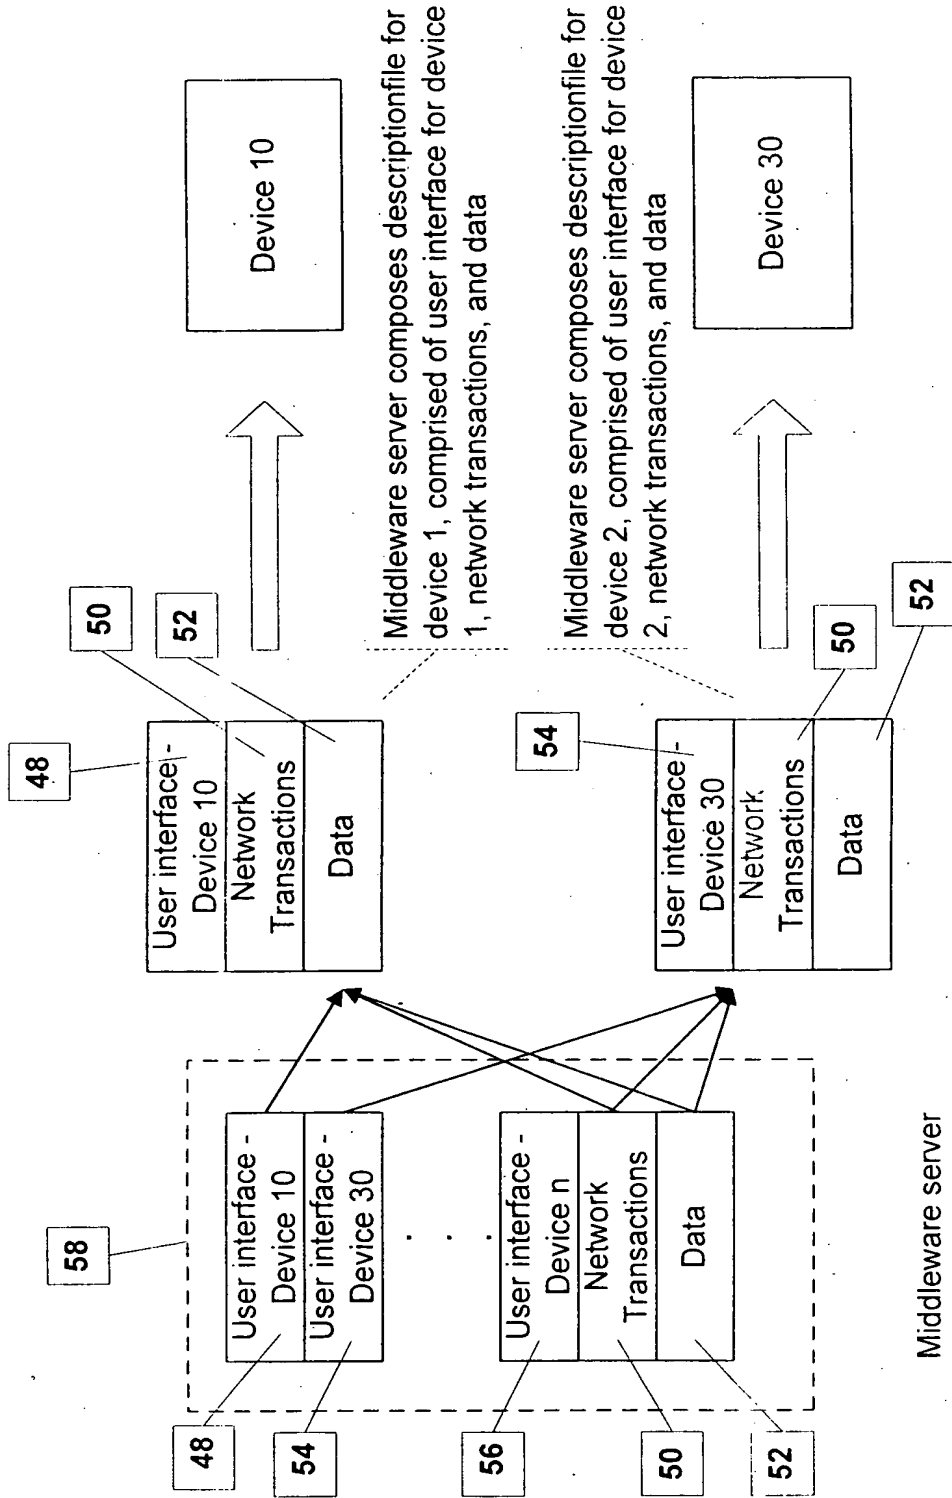 58
48
User interface -
Device 10
54
User interface -
Device 30
. . .
56
User interface -
Device n
50
Network
Transactions
52
Data
Middleware server
48
User interface -
Device 10
50
Network
Transactions
52
Data
Middleware server composes descriptionfile for
device 1, comprised of user interface for device
1, network transactions, and data
Device 10
54
User interface -
Device 30
50
Network
Transactions
52
Data
Middleware server composes descriptionfile for
device 2, comprised of user interface for device
2, network transactions, and data
Device 30